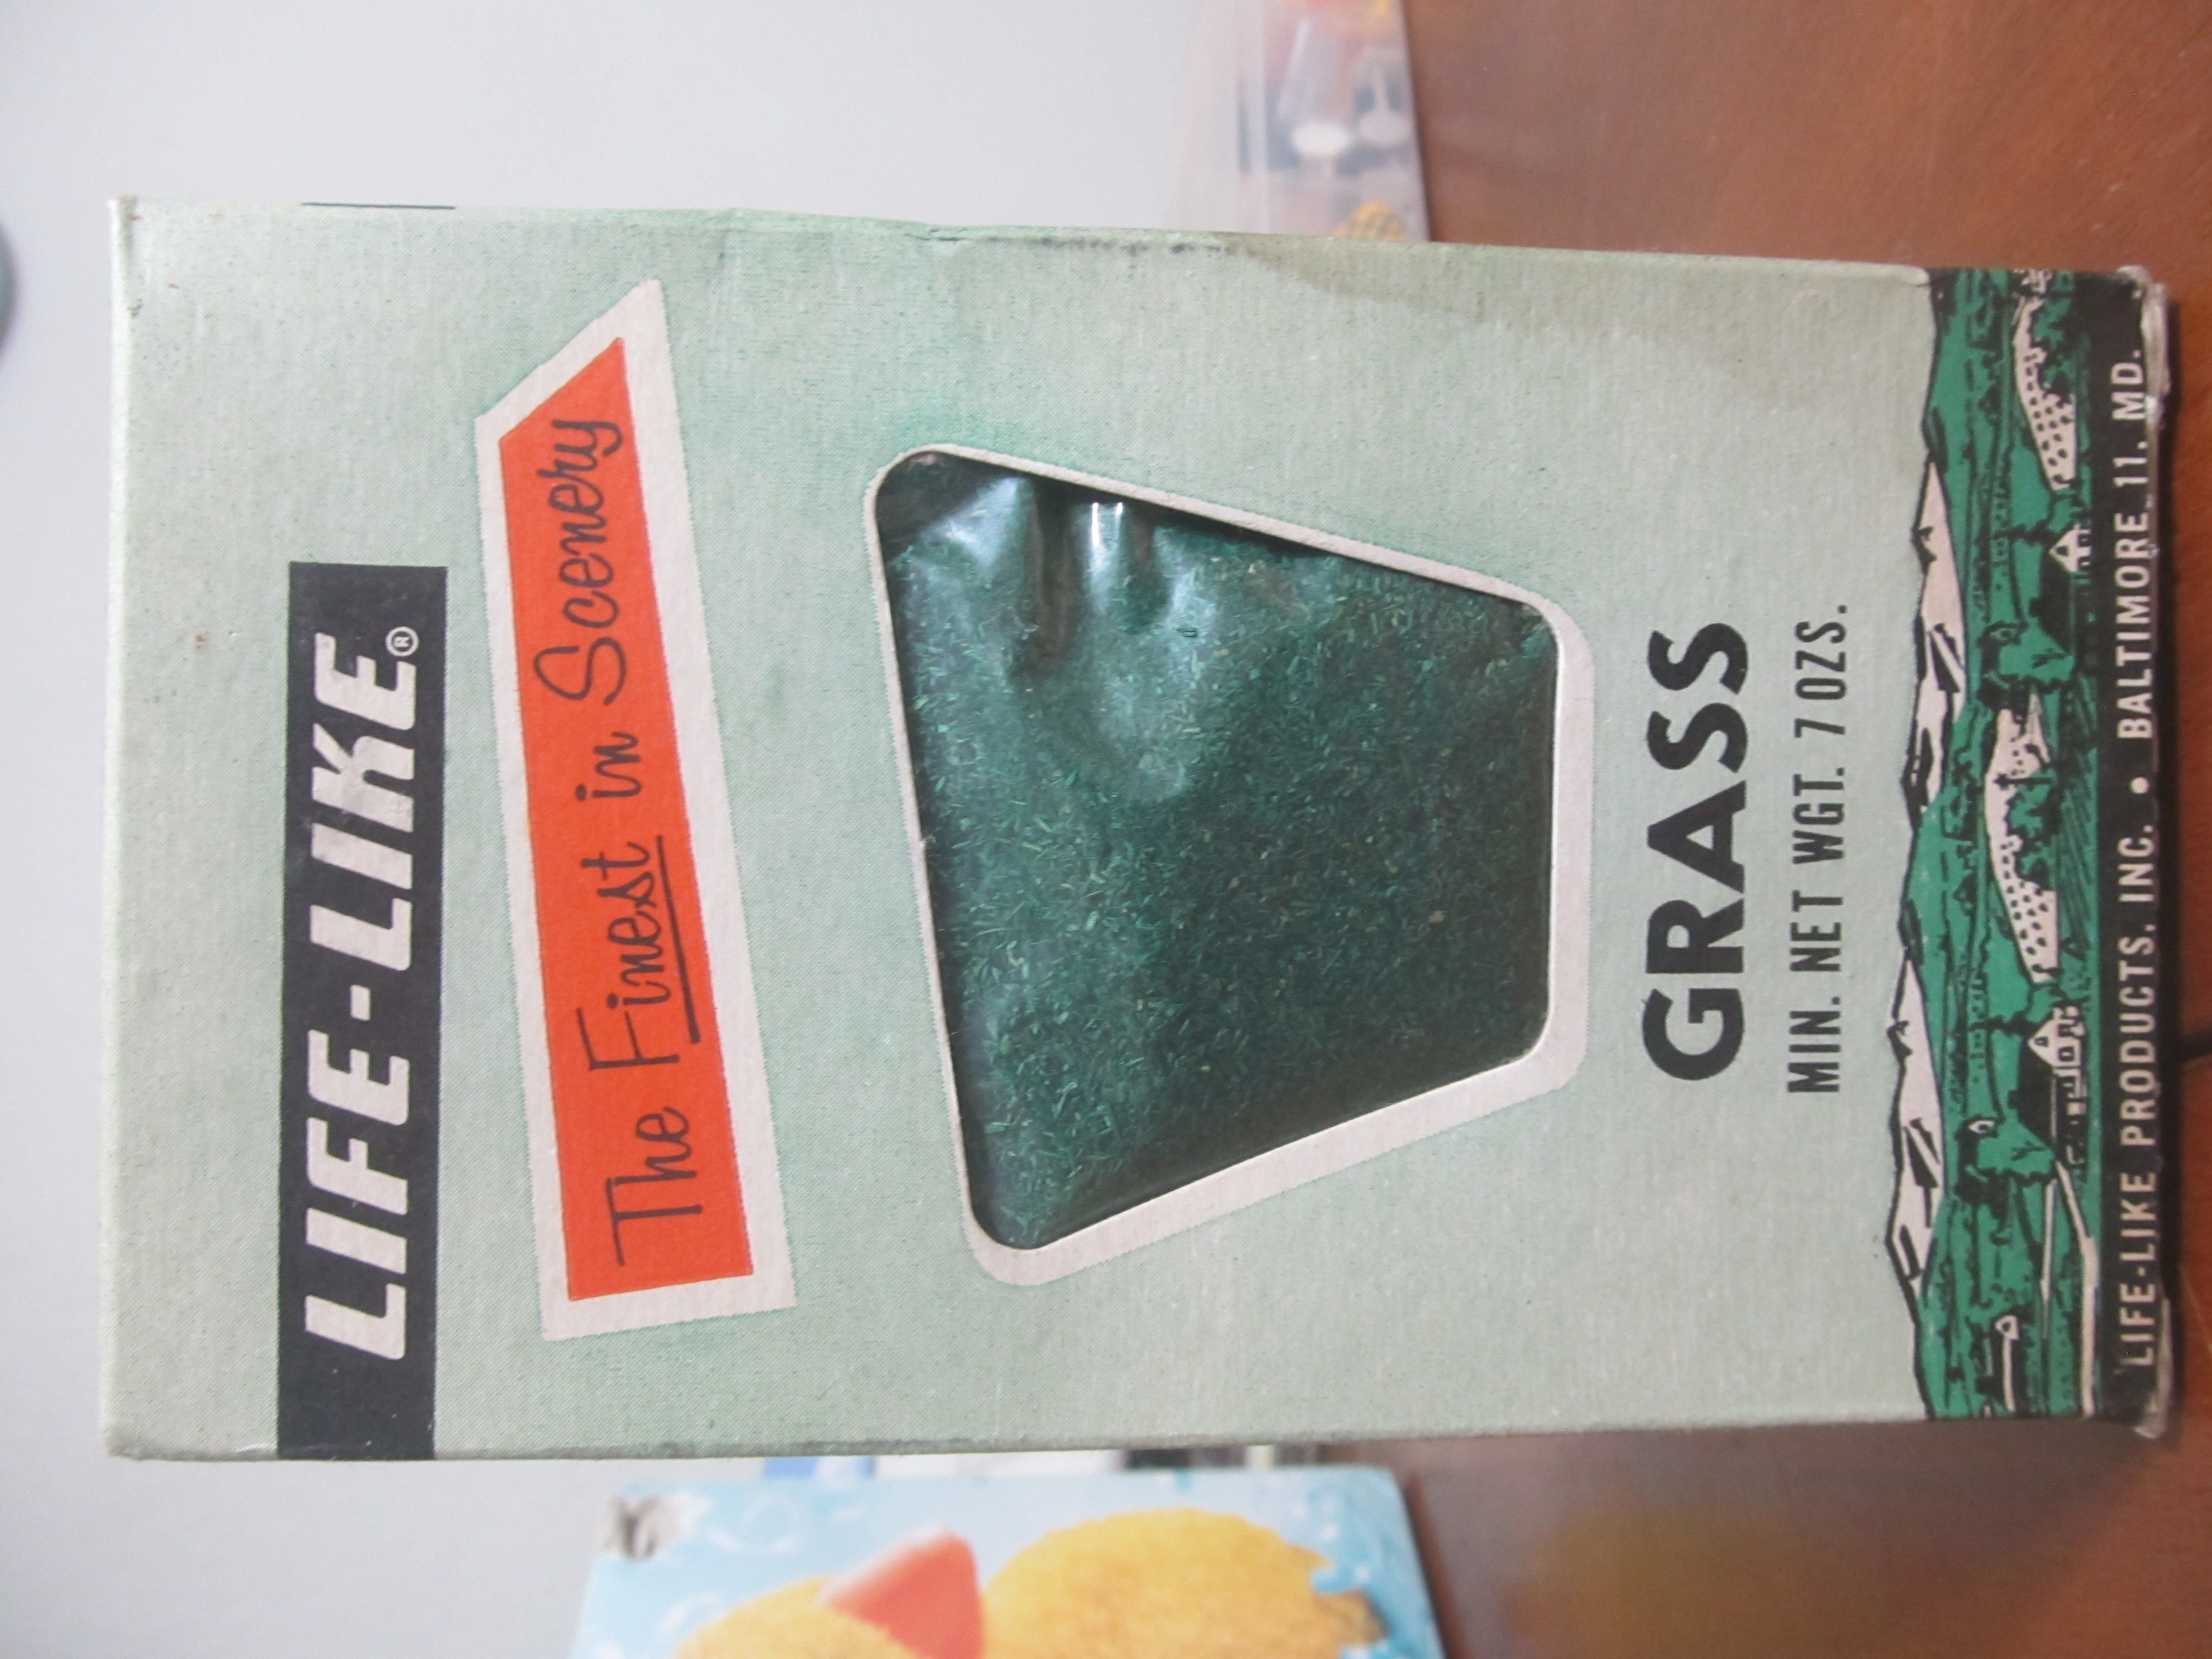 LIFE-LIKE®
The Finest in Scenery
GRASS
MIN. NET WGT. 7 OZS.
LIFE-LIKE PRODUCTS, INC. • BALTIMORE 11, MD.